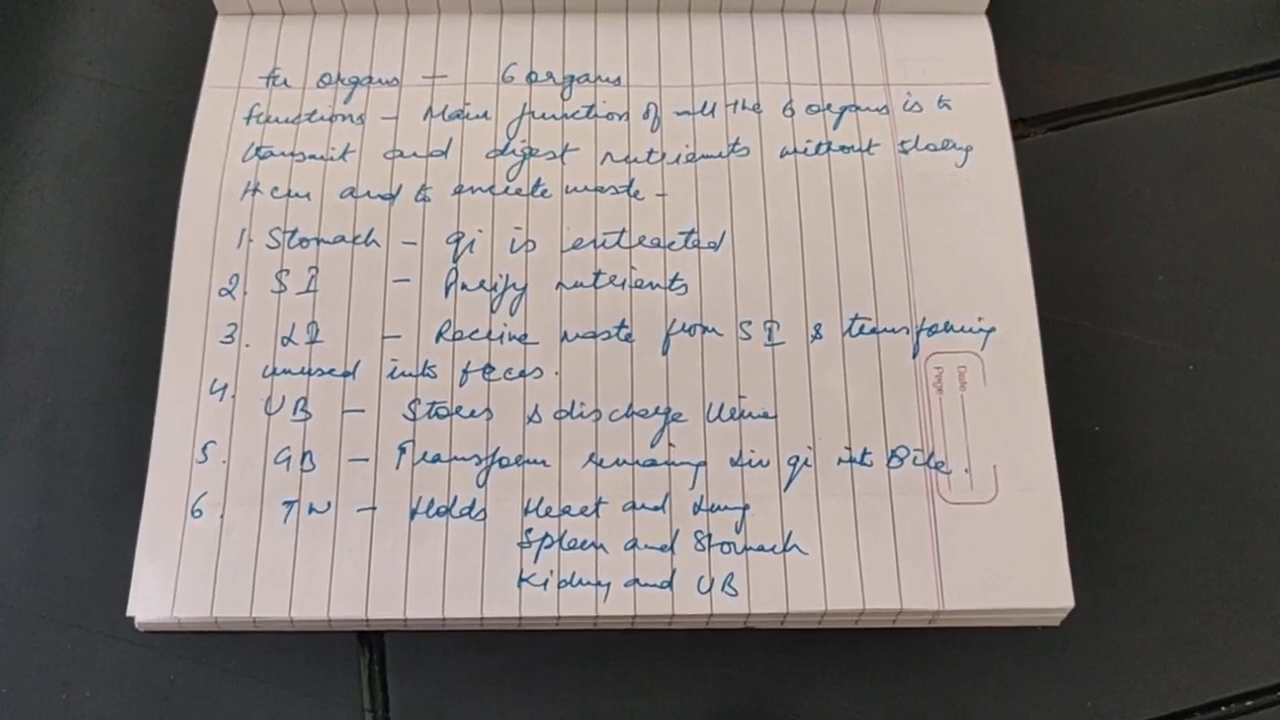 Fu organs — 6 organs
Functions - Main function of all the 6 organs is to
transmit and digest nutrients without storing
them and to excrete waste -
1. Stomach - qi is extracted
2. SI - Purify nutrients
3. LI - Receive waste from SI & transforming
unused into feces.
4. UB - Stores & discharge Urine
5. GB - Transform remaining Liv qi into Bile.
6. TW - Holds Heart and Lung
Spleen and Stomach
Kidney and UB
Date
Page